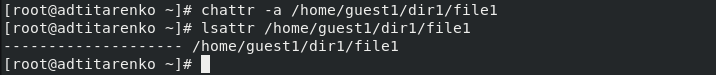 [root@adtitarenko ~]# chattr -a /home/guest1/dir1/file1
[root@adtitarenko ~]# lsattr /home/guest1/dir1/file1
-------------------- /home/guest1/dir1/file1
[root@adtitarenko ~]#